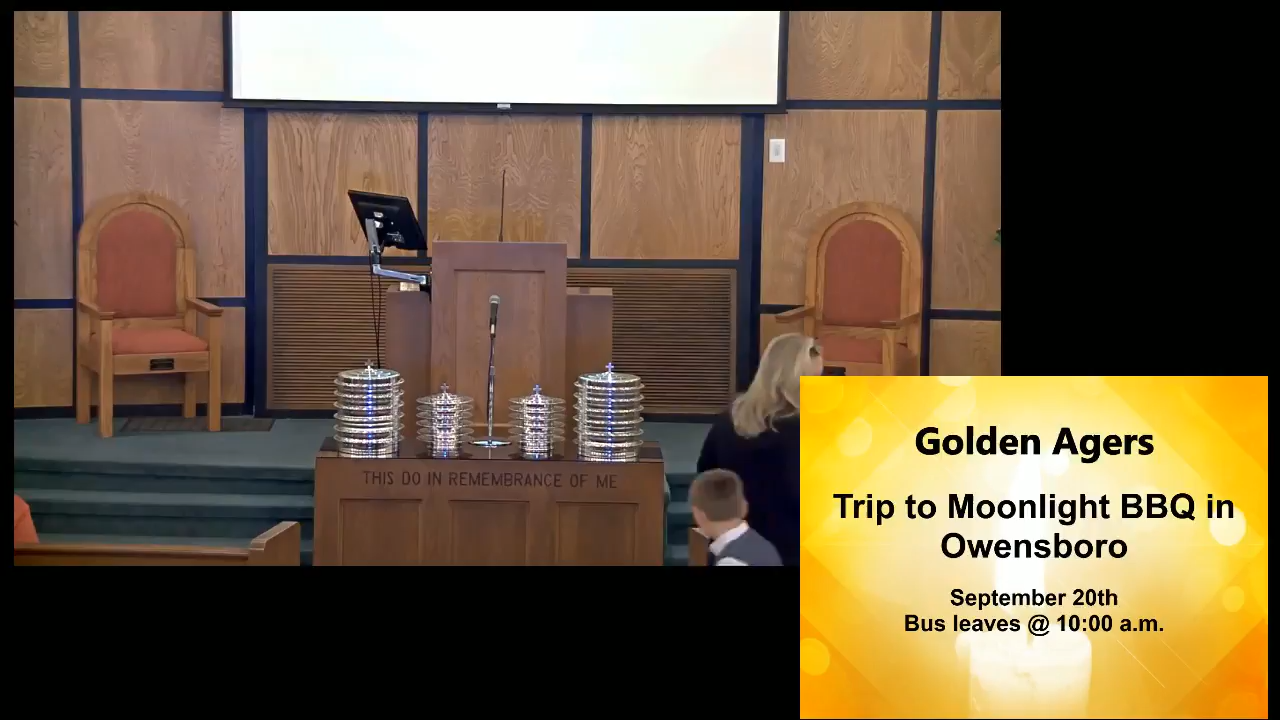 THIS DO IN REMEMBRANCE OF ME
Golden Agers
Trip to Moonlight BBQ in
Owensboro
September 20th
Bus leaves @ 10:00 a.m.